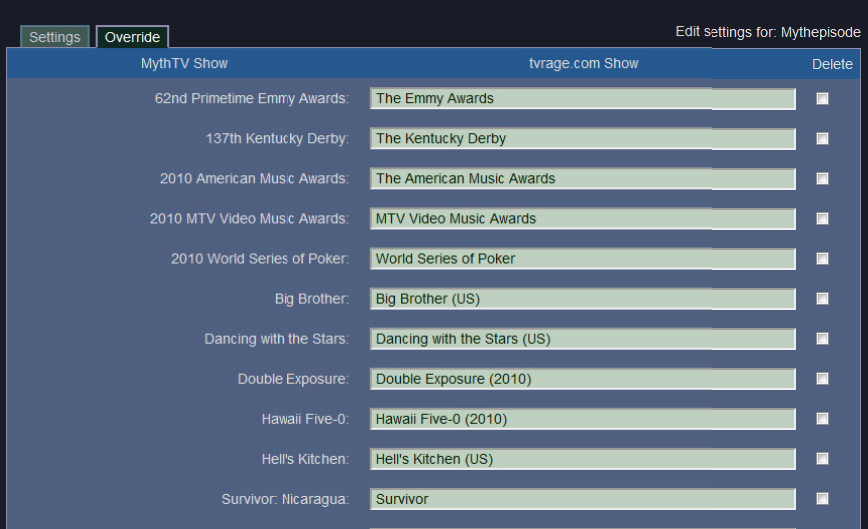 Settings Override Edit settings for: Mythepisode
MythTV Show tvrage.com Show Delete
62nd Primetime Emmy Awards: The Emmy Awards
137th Kentucky Derby: The Kentucky Derby
2010 American Music Awards: The American Music Awards
2010 MTV Video Music Awards: MTV Video Music Awards
2010 World Series of Poker: World Series of Poker
Big Brother: Big Brother (US)
Dancing with the Stars: Dancing with the Stars (US)
Double Exposure: Double Exposure (2010)
Hawaii Five-0: Hawaii Five-0 (2010)
Hell's Kitchen: Hell's Kitchen (US)
Survivor: Nicaragua: Survivor